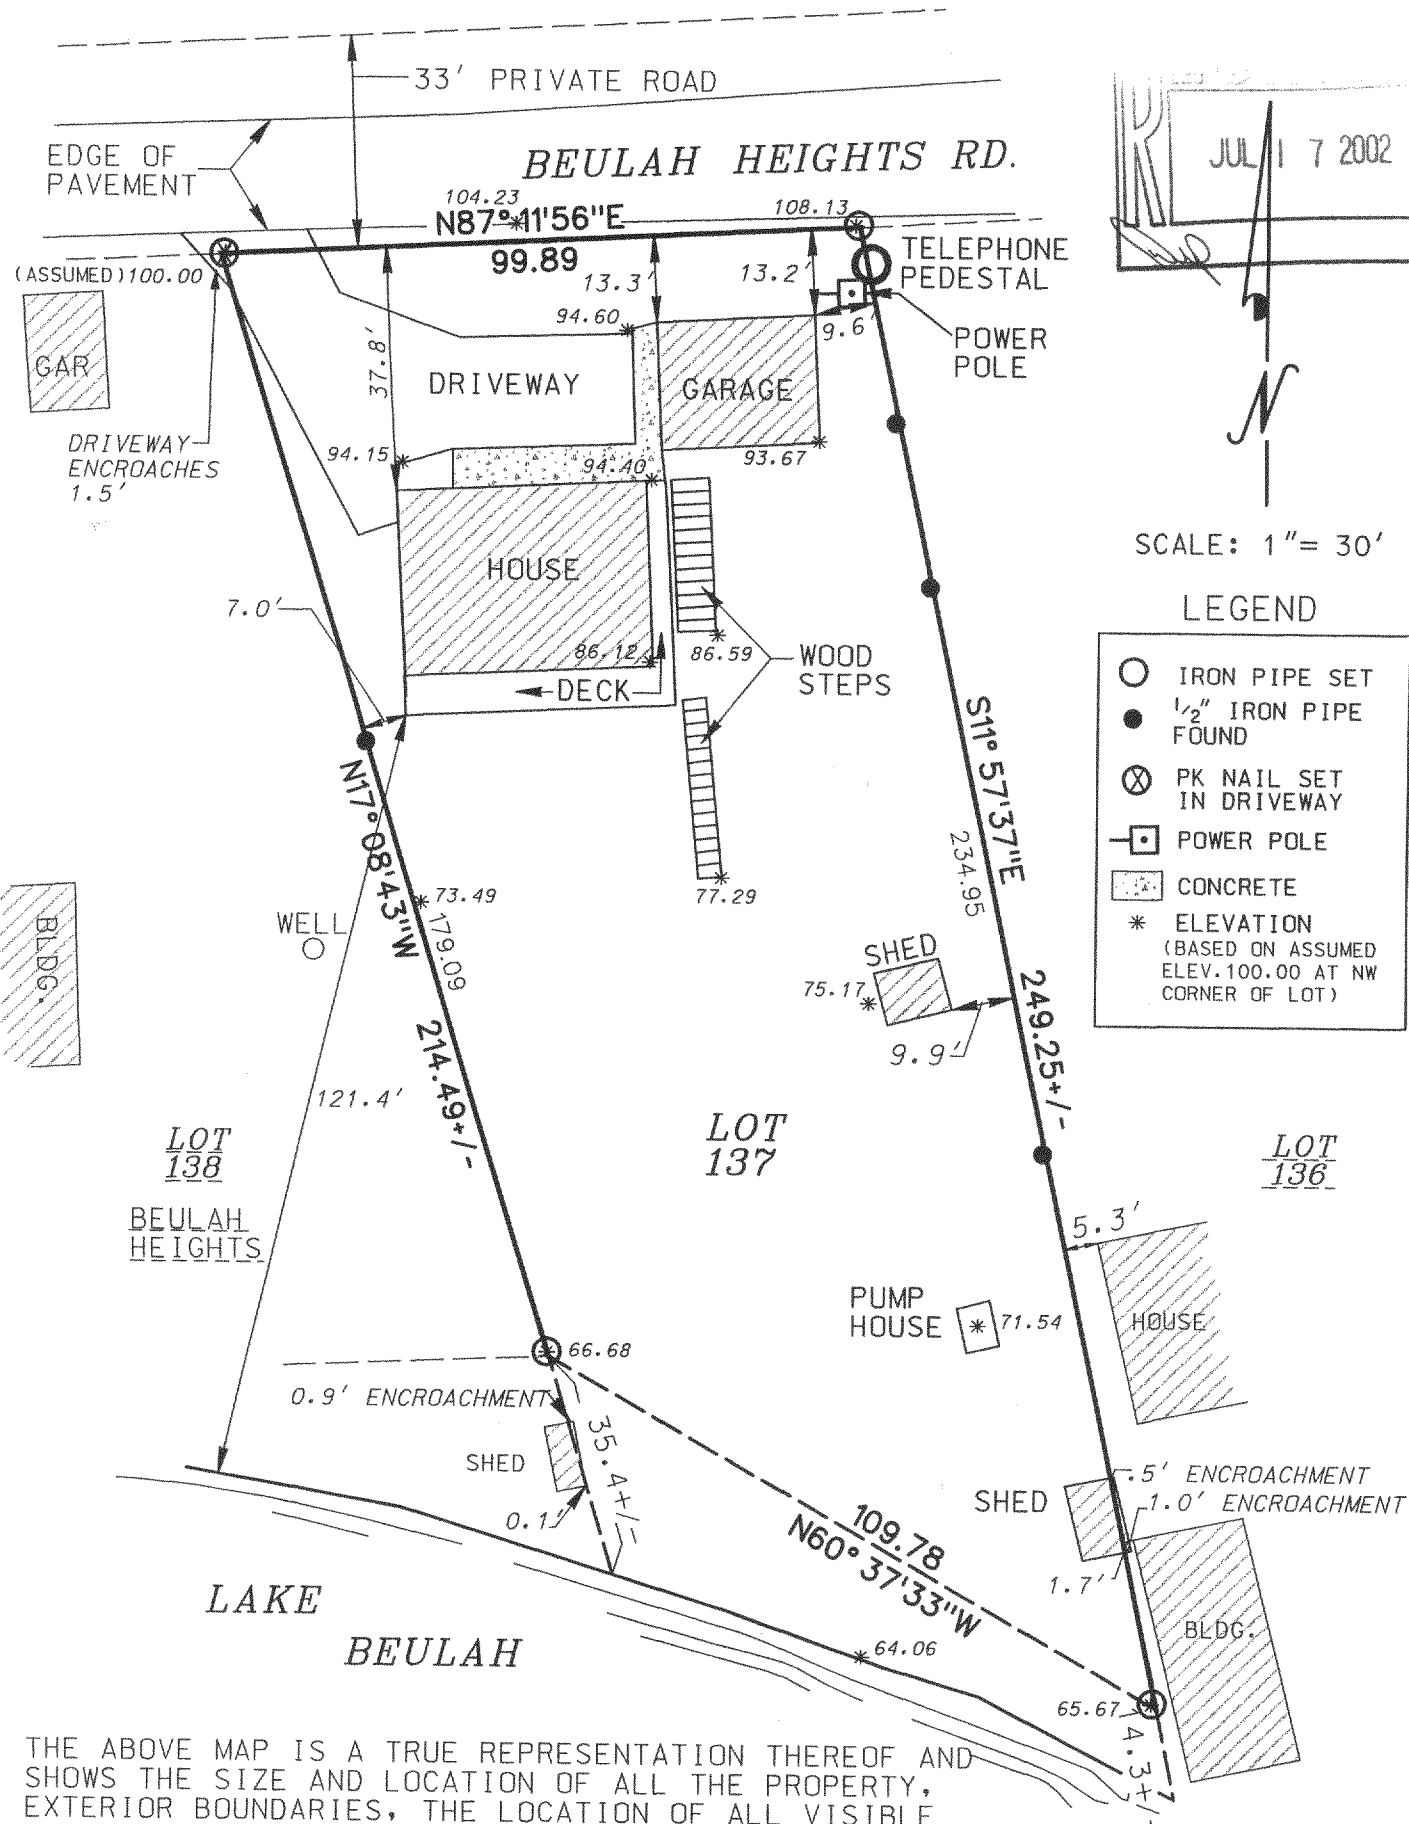 33' PRIVATE ROAD
JUL 17 2002
EDGE OF
PAVEMENT
BEULAH HEIGHTS RD.
104.23
N87°11'56"E
108.13
99.89
(ASSUMED) 100.00
13.3'
13.2'
TELEPHONE
PEDESTAL
94.60
9.6'
POWER
POLE
GAR
37.8'
DRIVEWAY
GARAGE
DRIVEWAY
ENCROACHES
1.5'
94.15
94.40
93.67
N
SCALE: 1"= 30'
HOUSE
7.0'
86.12
86.59
WOOD
STEPS
DECK
LEGEND
IRON PIPE SET
1/2" IRON PIPE
FOUND
PK NAIL SET
IN DRIVEWAY
POWER POLE
CONCRETE
ELEVATION
(BASED ON ASSUMED
ELEV.100.00 AT NW
CORNER OF LOT)
S11°57'37"E
234.95
249.25+/-
N17°08'43"W
179.09
214.49+/-
73.49
77.29
WELL
BLDG.
SHED
75.17
9.9'
121.4'
LOT
138
LOT
137
LOT
136
BEULAH
HEIGHTS
5.3'
PUMP
HOUSE
71.54
HOUSE
66.68
0.9' ENCROACHMENT
35.4+/-
SHED
0.1'
109.78
N60°37'33"W
SHED
.5' ENCROACHMENT
1.0' ENCROACHMENT
1.7'
BLDG.
LAKE
BEULAH
64.06
65.67
14.3+/-
THE ABOVE MAP IS A TRUE REPRESENTATION THEREOF AND
SHOWS THE SIZE AND LOCATION OF ALL THE PROPERTY,
EXTERIOR BOUNDARIES, THE LOCATION OF ALL VISIBLE